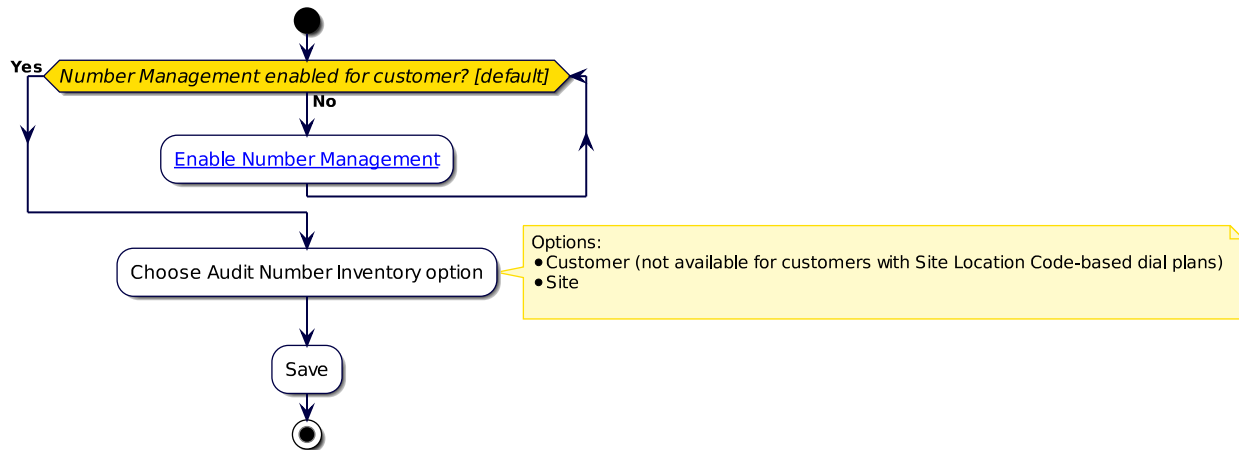 Yes
Number Management enabled for customer? [default]
No
Enable Number Management
Choose Audit Number Inventory option
Options:
•Customer (not available for customers with Site Location Code-based dial plans)
•Site
Save